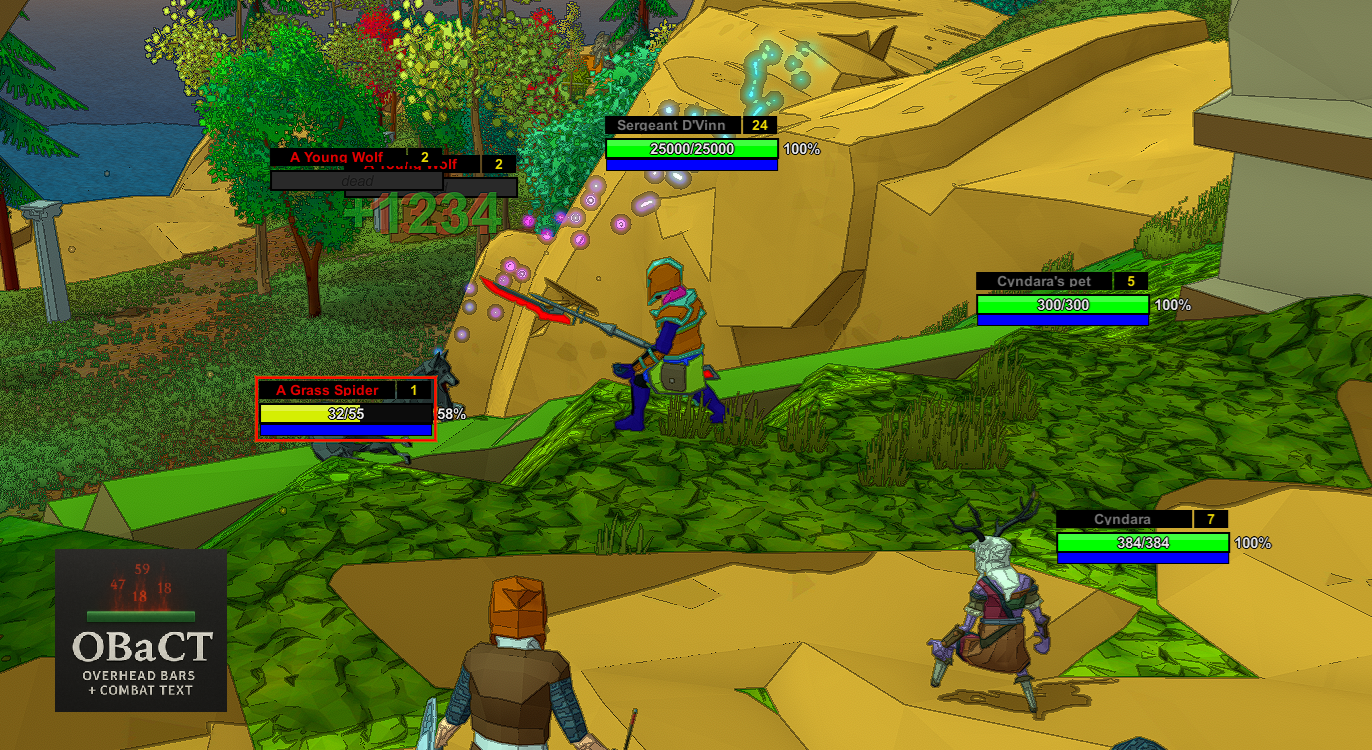 Sergeant D'Vinn 24
25000/25000 100%
A Young Wolf 2
A Young Wolf 2
dead
+1234
Cyndara's pet 5
300/300 100%
A Grass Spider 1
32/55 58%
Cyndara 7
384/384 100%
59
47 18
18
OBaCT
OVERHEAD BARS
+ COMBAT TEXT